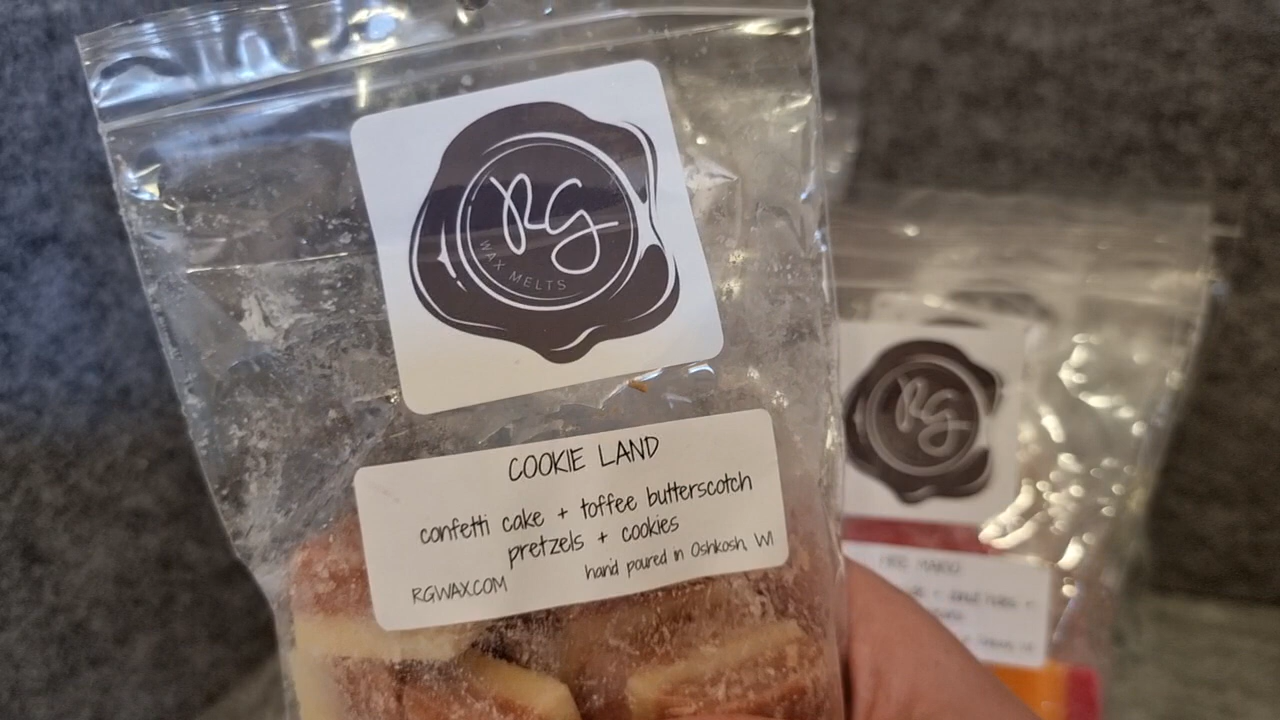 RG
WAX MELTS
COOKIE LAND
confetti cake + toffee butterscotch
pretzels + cookies
hand poured in Oshkosh, WI
RGWAX.COM
RG